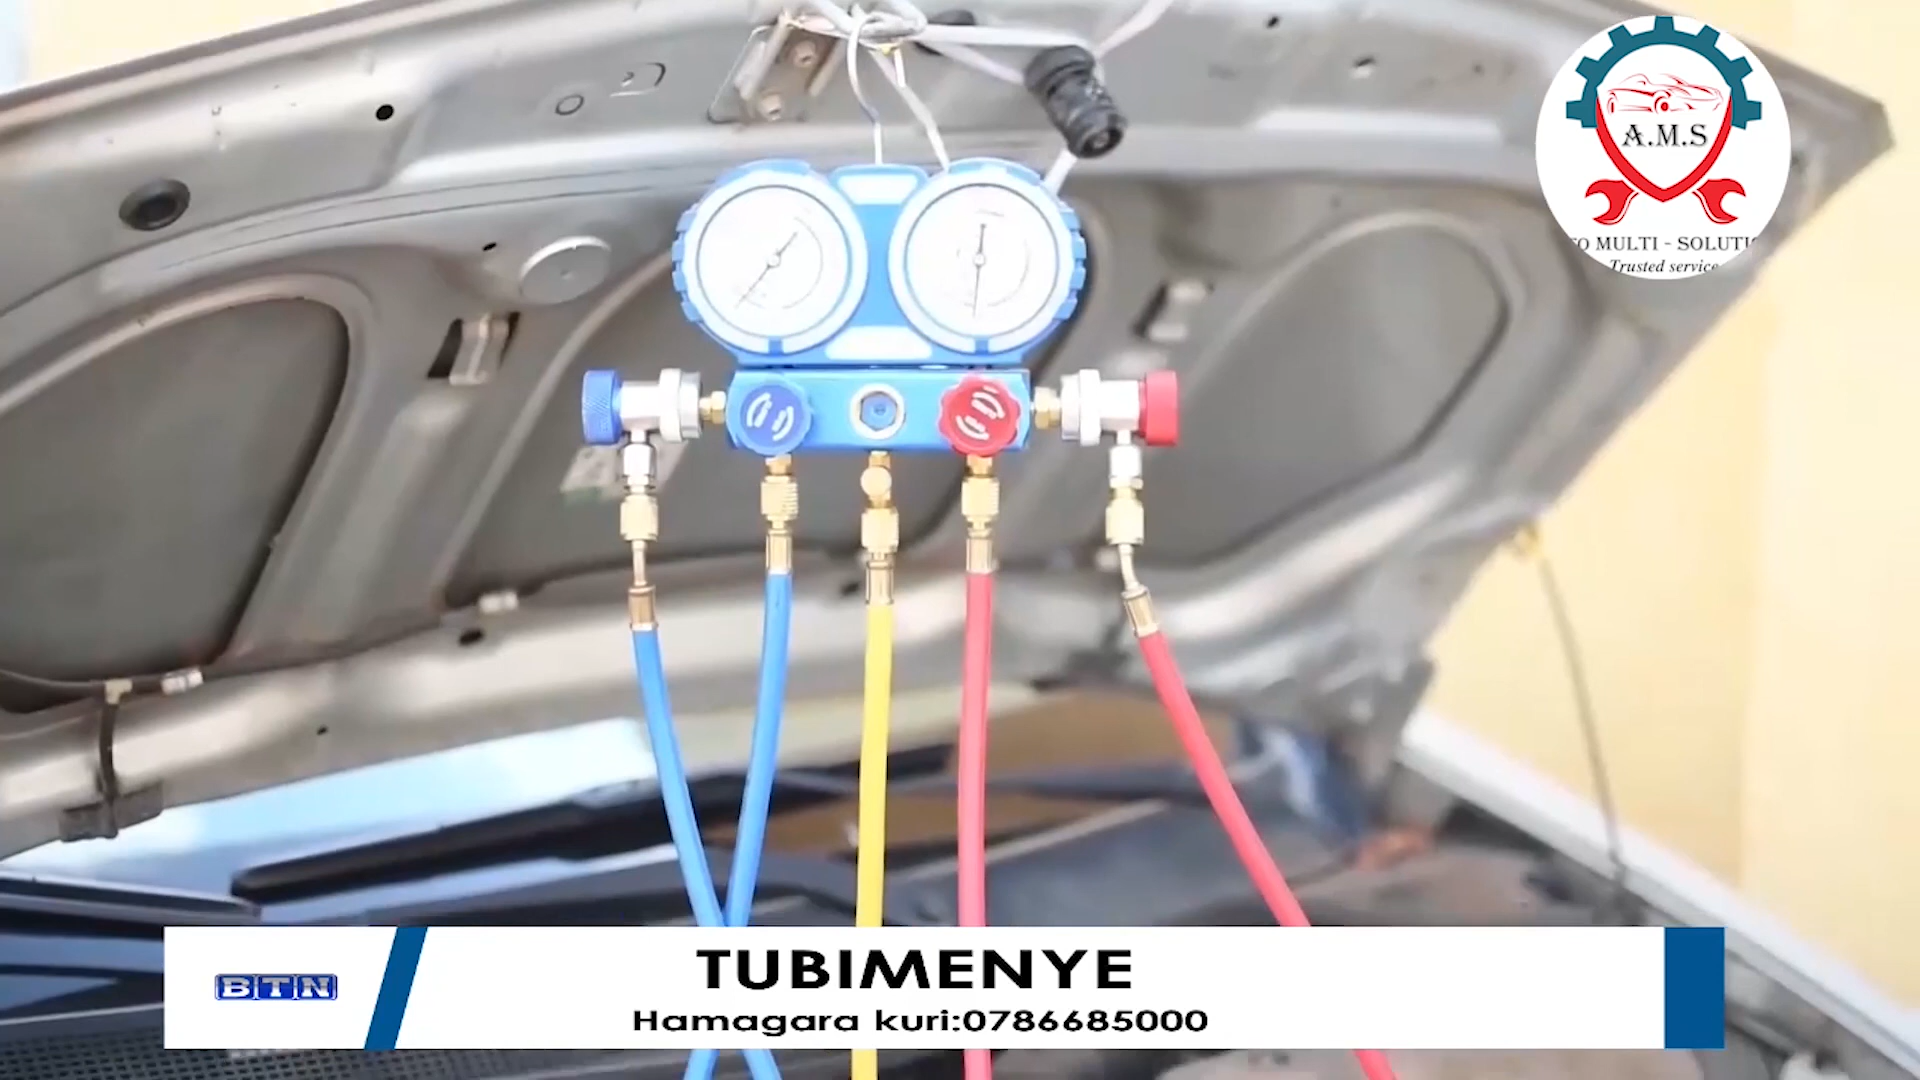 A.M.S
MULTI - SOLUTI
Trusted service
BTN
TUBIMENYE
Hamagara kuri:0786685000